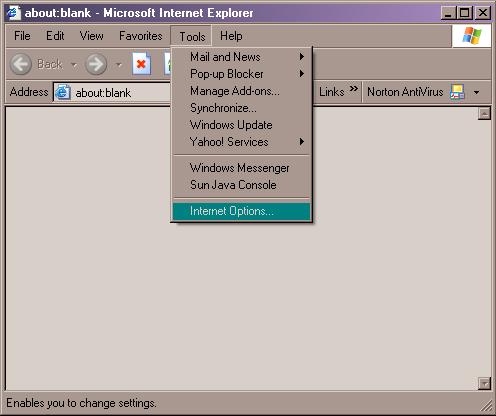 about:blank - Microsoft Internet Explorer
File Edit View Favorites Tools Help
Back
Address about:blank Links » Norton AntiVirus
Mail and News
Pop-up Blocker
Manage Add-ons...
Synchronize...
Windows Update
Yahoo! Services
Windows Messenger
Sun Java Console
Internet Options...
Enables you to change settings.